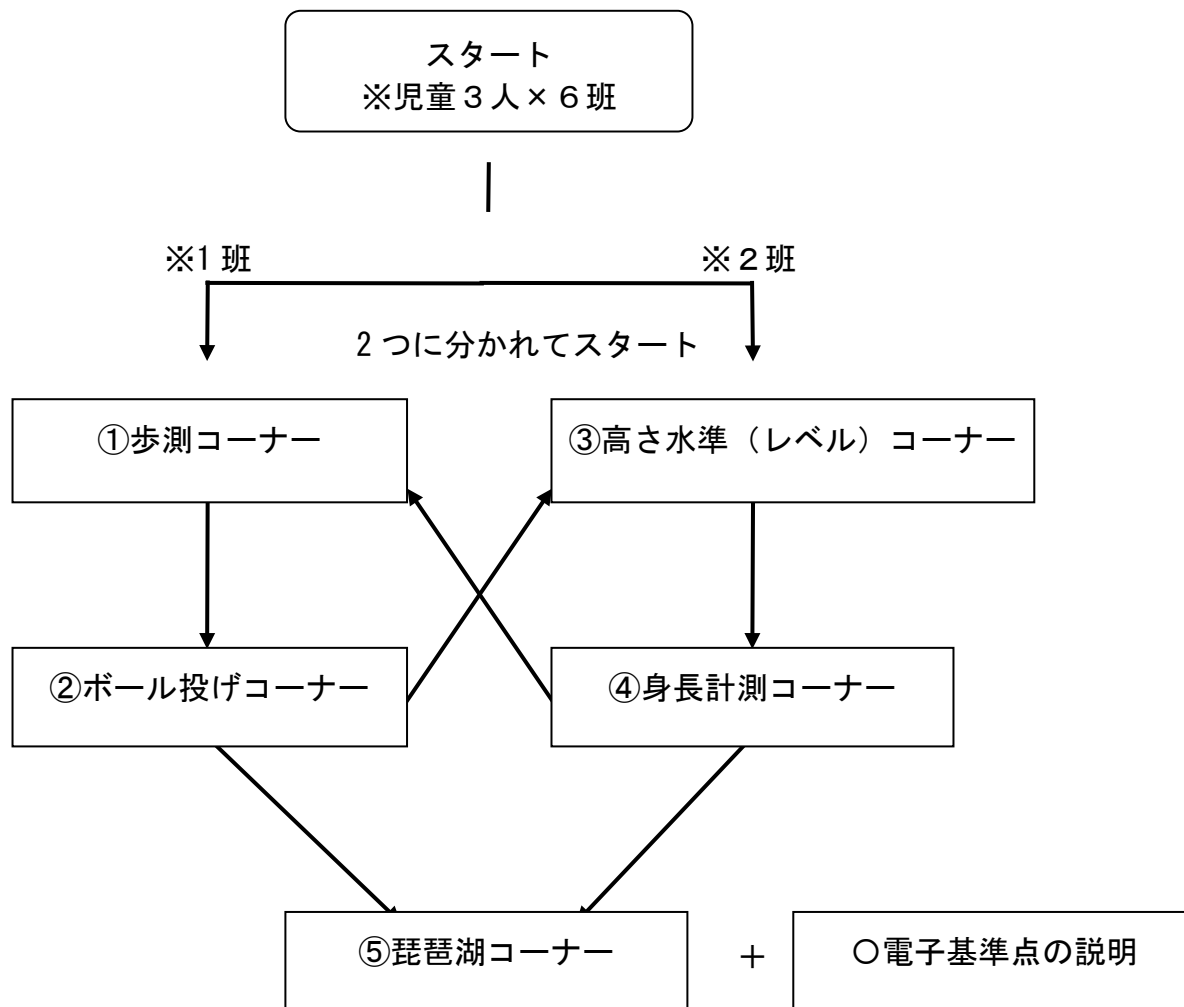 スタート
※児童３人×６班
※1 班
※２班
2 つに分かれてスタート
①歩測コーナー
③高さ水準（レベル）コーナー
②ボール投げコーナー
④身長計測コーナー
⑤琵琶湖コーナー
＋
〇電子基準点の説明